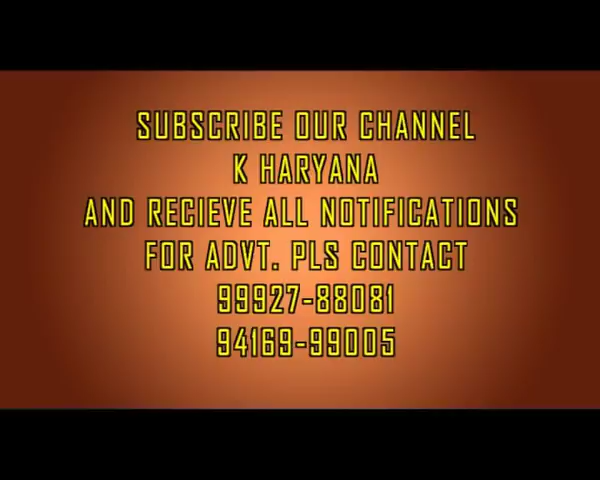 SUBSCRIBE OUR CHANNEL
K HARYANA
AND RECIEVE ALL NOTIFICATIONS
FOR ADVT. PLS CONTACT
99927-88081
94169-99005